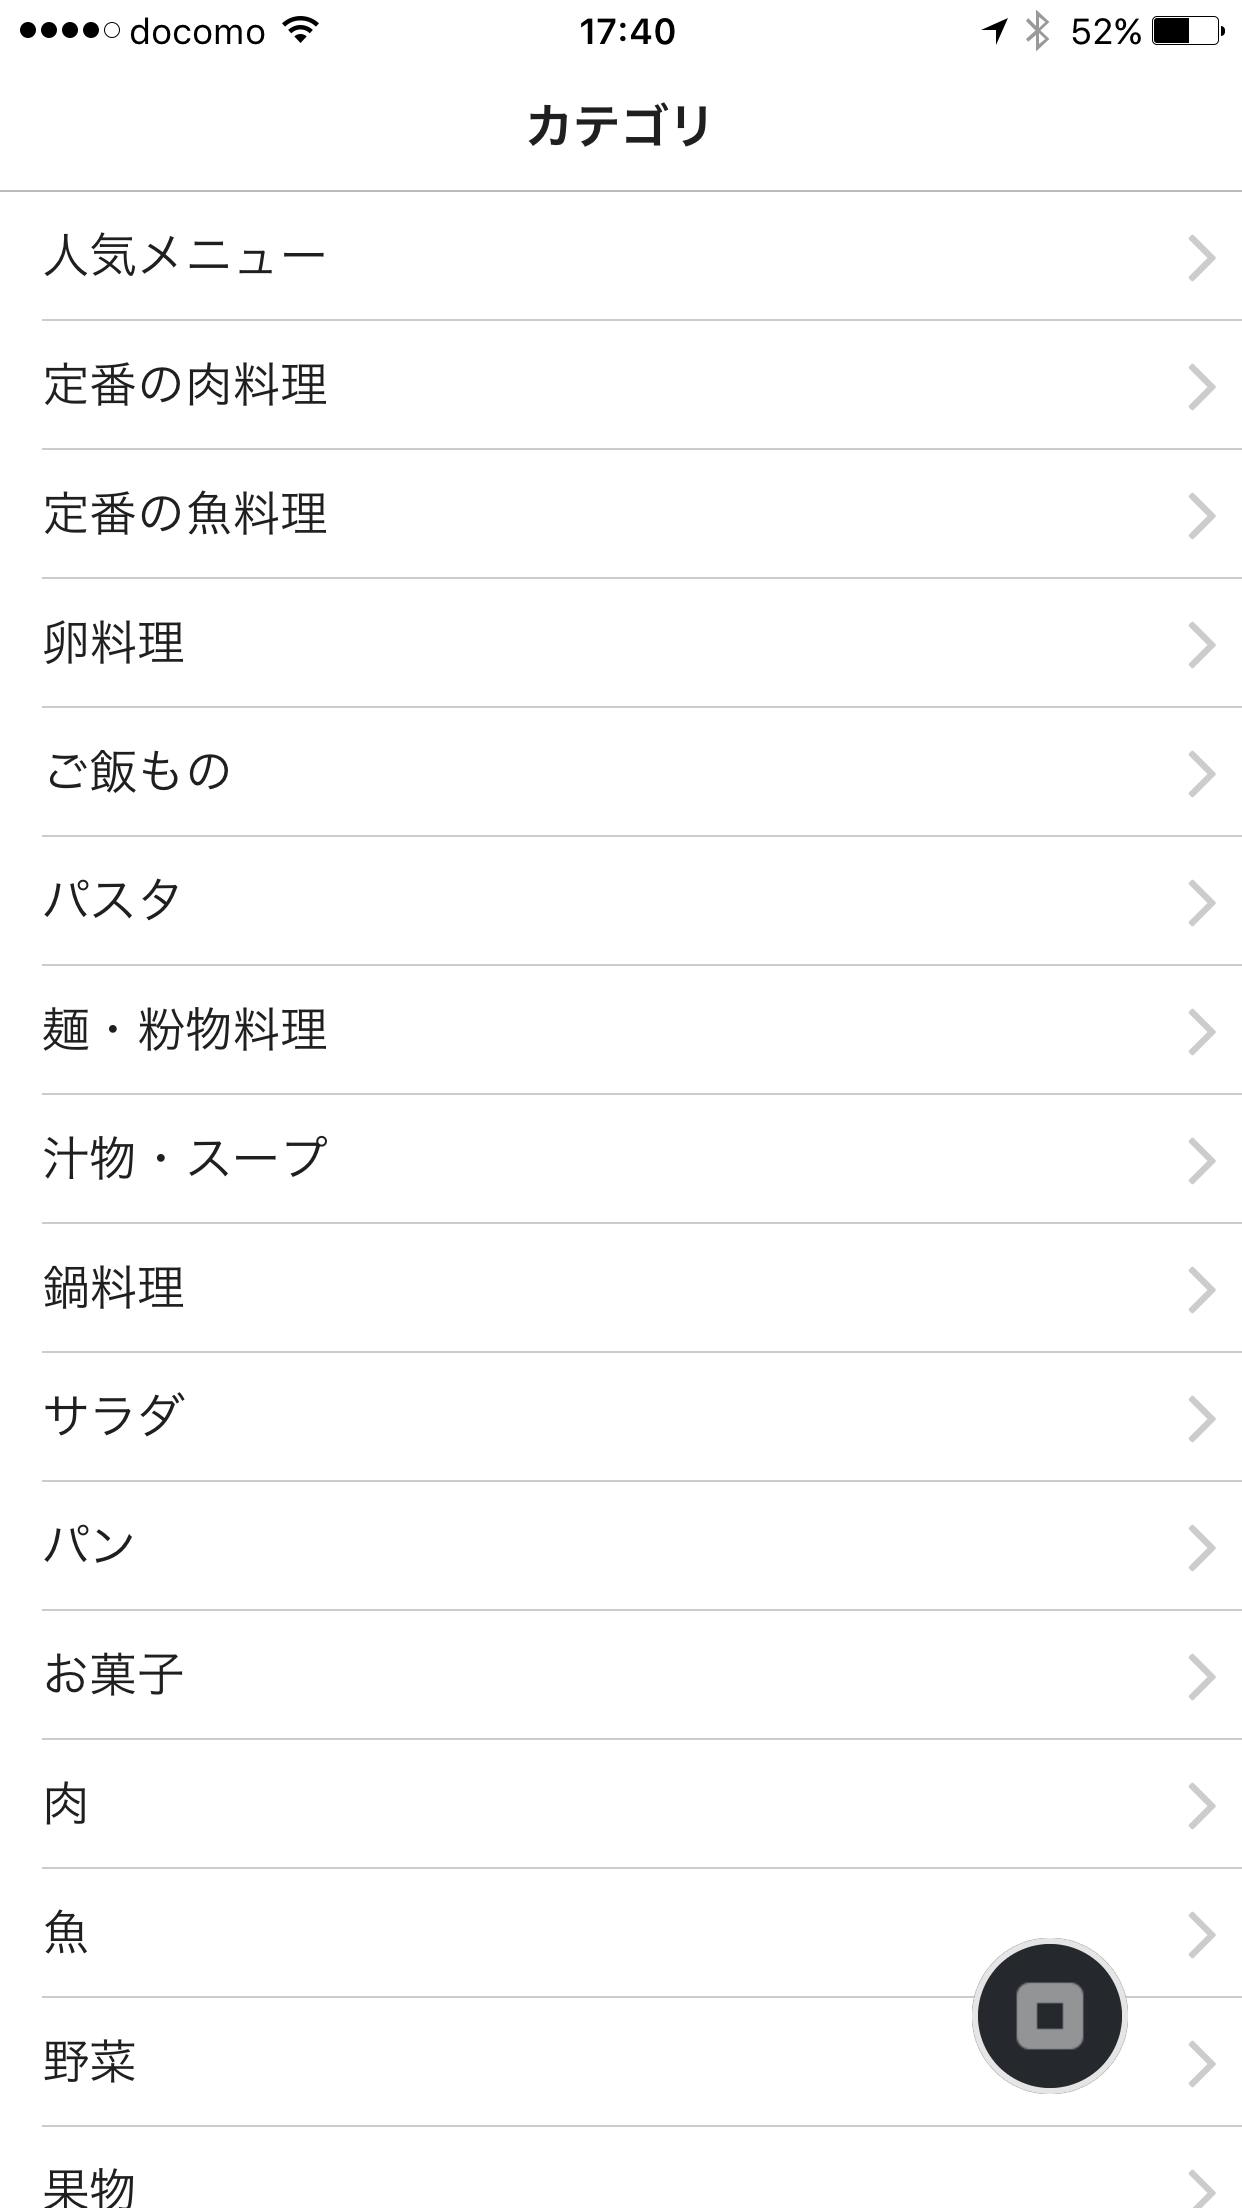 docomo 17:40 52%
カテゴリ
人気メニュー
定番の肉料理
定番の魚料理
卵料理
ご飯もの
パスタ
麺・粉物料理
汁物・スープ
鍋料理
サラダ
パン
お菓子
肉
魚
野菜
果物